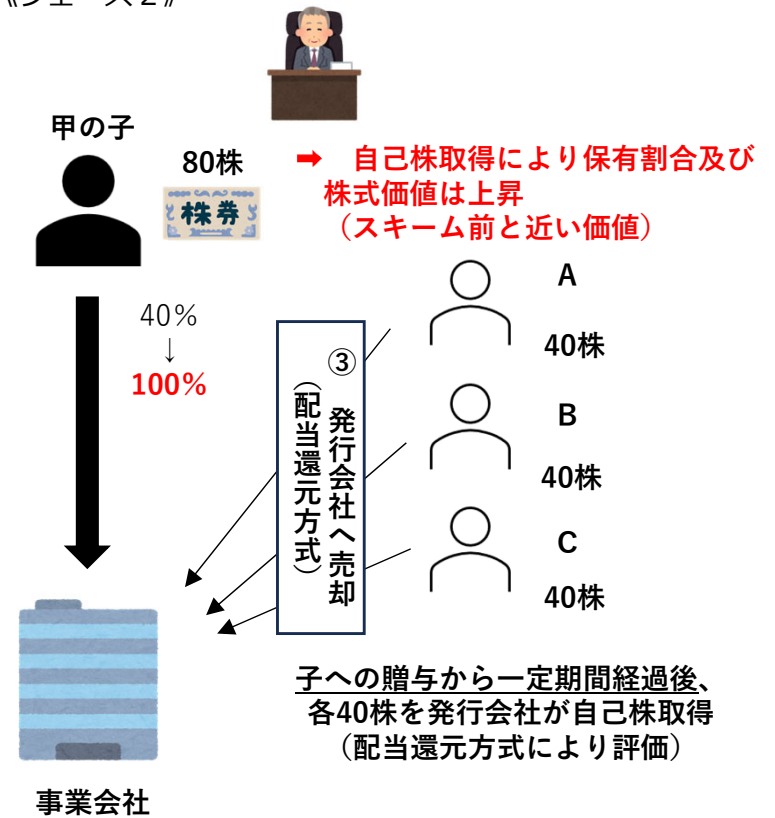 《フェーズ２》
甲の子
80株
株券
➡　自己株取得により保有割合及び
株式価値は上昇
（スキーム前と近い価値）
40％
↓
100％
③　発行会社へ売却
（配当還元方式）
A
40株
B
40株
C
40株
子への贈与から一定期間経過後、
各40株を発行会社が自己株取得
（配当還元方式により評価）
事業会社